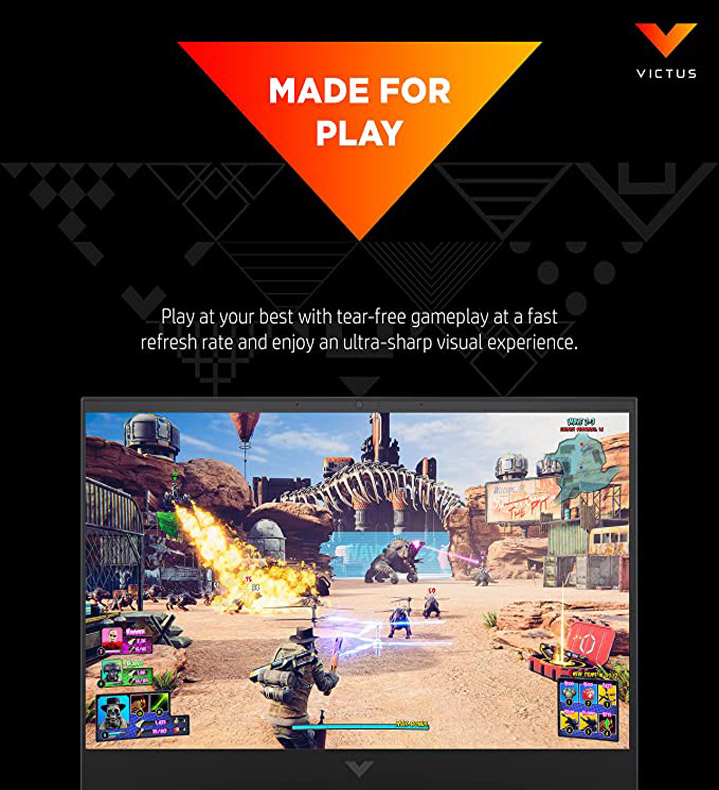 VICTUS
MADE FOR
PLAY
Play at your best with tear-free gameplay at a fast
refresh rate and enjoy an ultra-sharp visual experience.
THE PIT